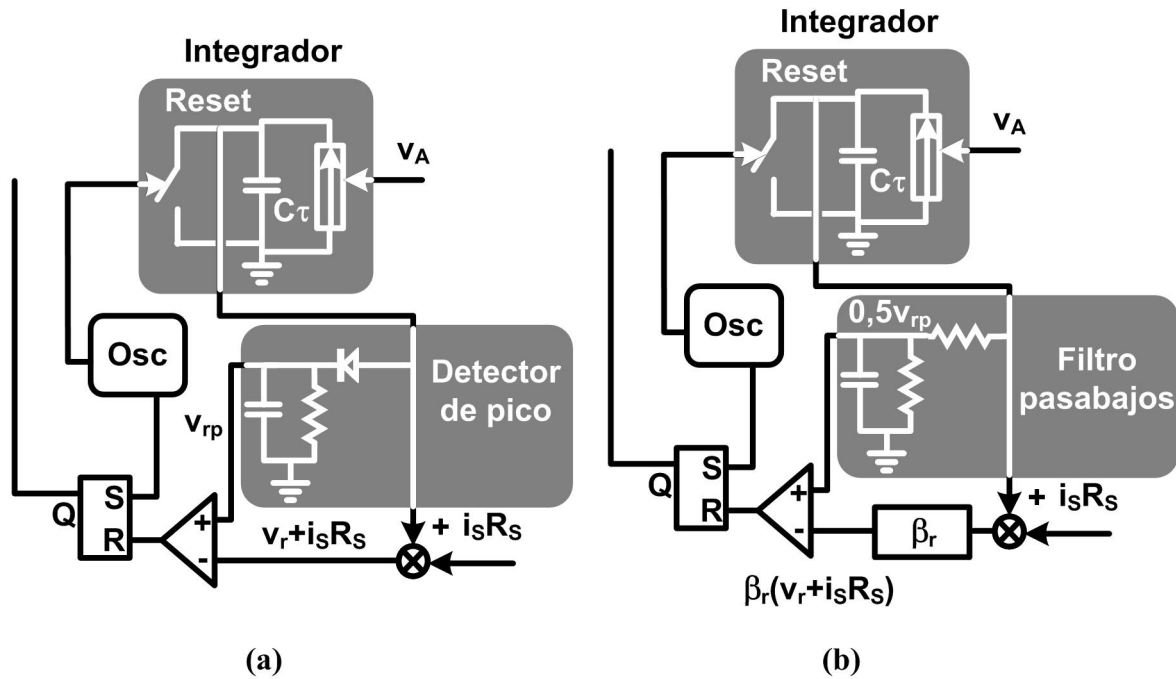 Integrador
Reset
vA
Cτ
Osc
Detector
de pico
vrp
S
Q
R
+
-
vr+iSRS
+ iSRS
(a)
Integrador
Reset
vA
Cτ
Osc
0,5vrp
Filtro
pasabajos
S
Q
R
+
-
βr
+ iSRS
βr(vr+iSRS)
(b)